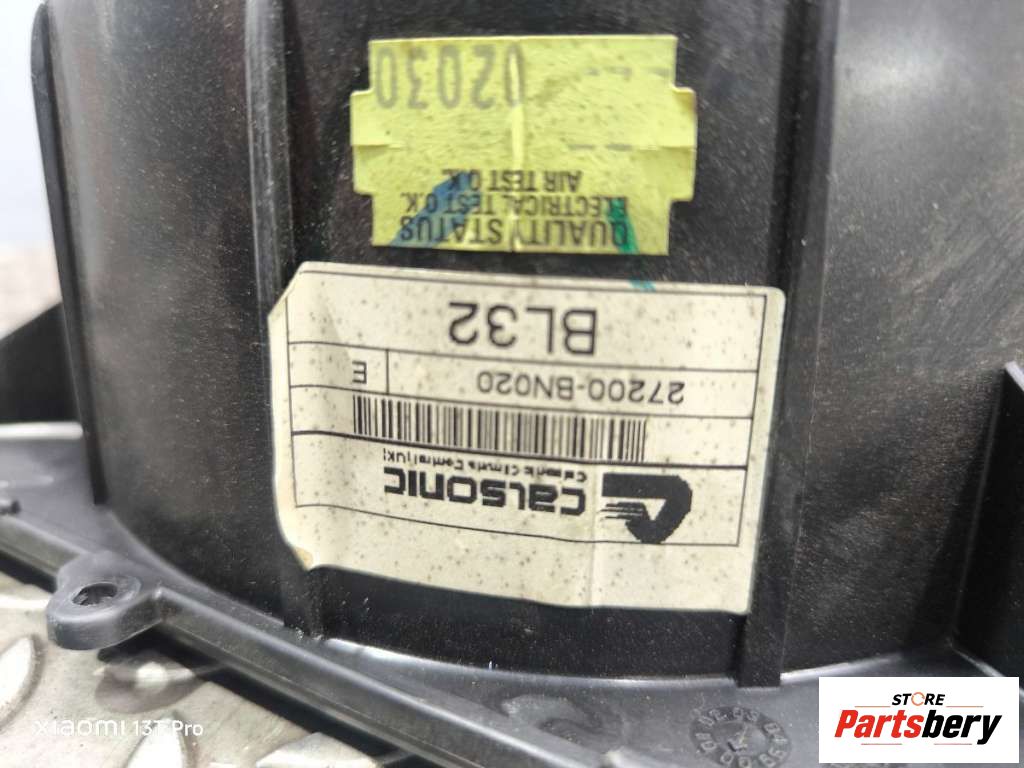 CALSONIC
Calsonic Climate Control (UK)
27200-BN020
E
BL32
QUALITY STATUS
ELECTRICAL TEST O.K.
AIR TEST O.K.
02030
xiaomi 13T Pro
STORE
Partsbery